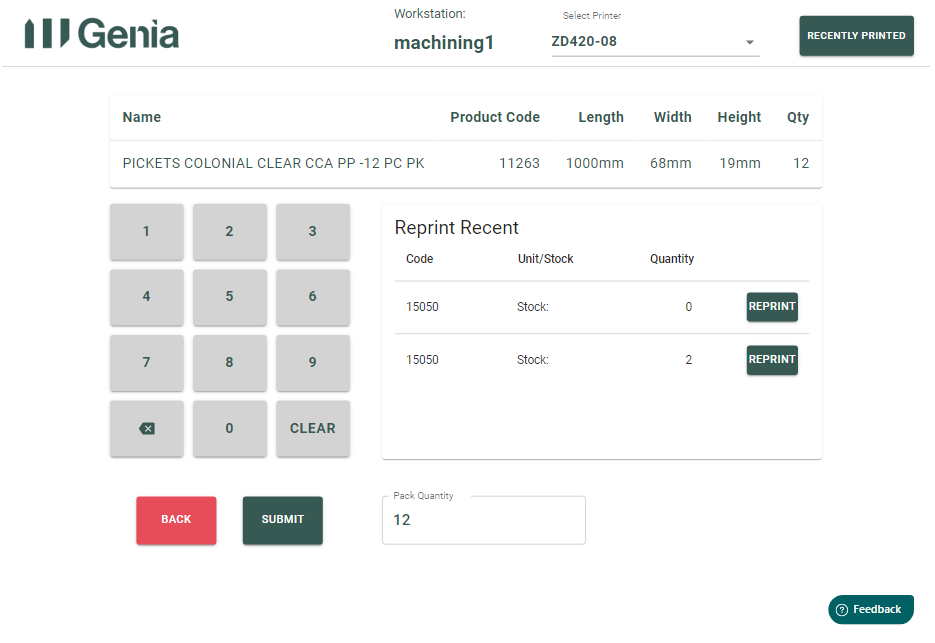 Genia
Workstation:
machining1
Select Printer
ZD420-08
RECENTLY PRINTED
Name Product Code Length Width Height Qty
PICKETS COLONIAL CLEAR CCA PP -12 PC PK 11263 1000mm 68mm 19mm 12
1 2 3
4 5 6
7 8 9
0 CLEAR
Reprint Recent
Code Unit/Stock Quantity
15050 Stock: 0 REPRINT
15050 Stock: 2 REPRINT
BACK SUBMIT
Pack Quantity
12
Feedback